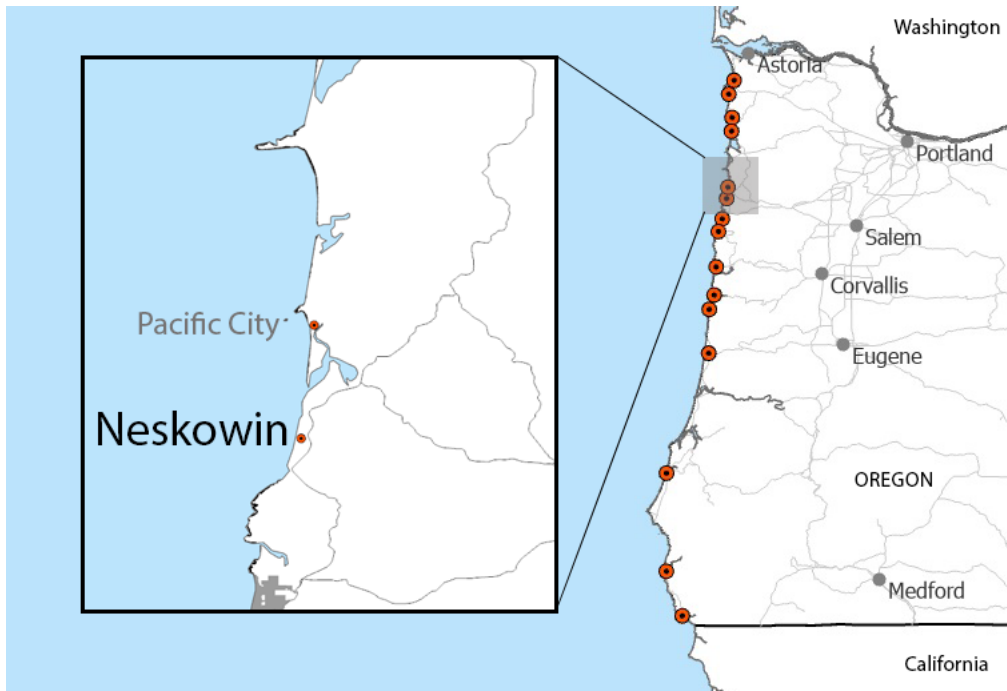 Washington
Astoria
Portland
Salem
Corvallis
Eugene
OREGON
Medford
California
Pacific City
Neskowin